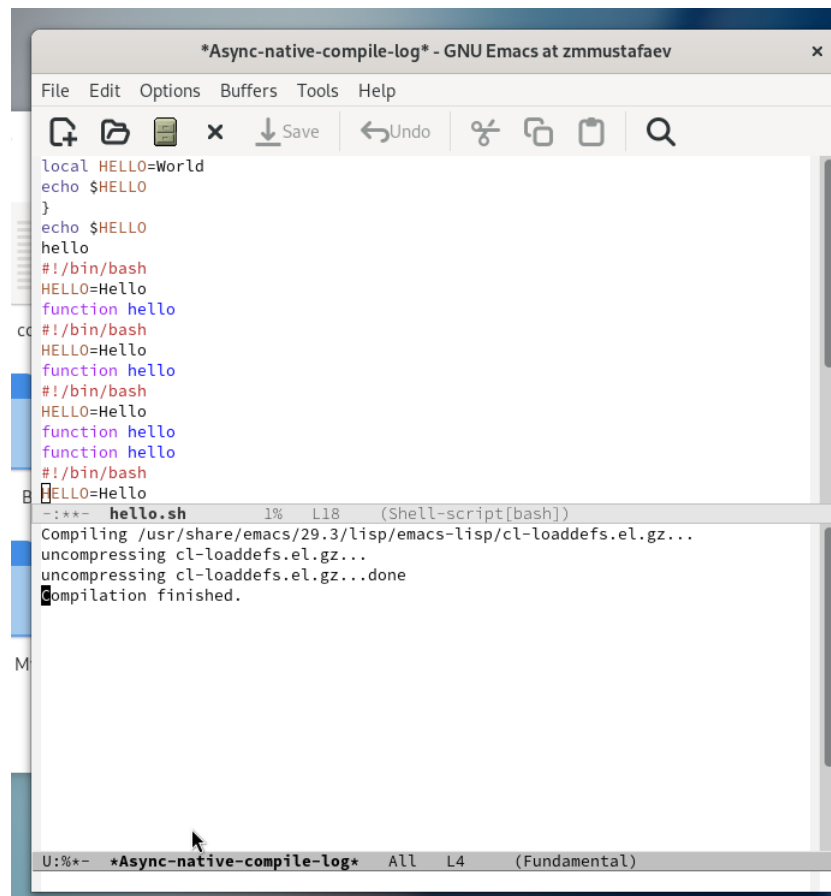 *Async-native-compile-log* - GNU Emacs at zmmustafaev ×
File Edit Options Buffers Tools Help
Save Undo
local HELLO=World
echo $HELLO
}
echo $HELLO
hello
#!/bin/bash
HELLO=Hello
function hello
#!/bin/bash
HELLO=Hello
function hello
#!/bin/bash
HELLO=Hello
function hello
function hello
#!/bin/bash
HELLO=Hello
-:**- hello.sh 1% L18 (Shell-script[bash])
Compiling /usr/share/emacs/29.3/lisp/emacs-lisp/cl-loaddefs.el.gz...
uncompressing cl-loaddefs.el.gz...
uncompressing cl-loaddefs.el.gz...done
Compilation finished.
U:%*- *Async-native-compile-log* All L4 (Fundamental)